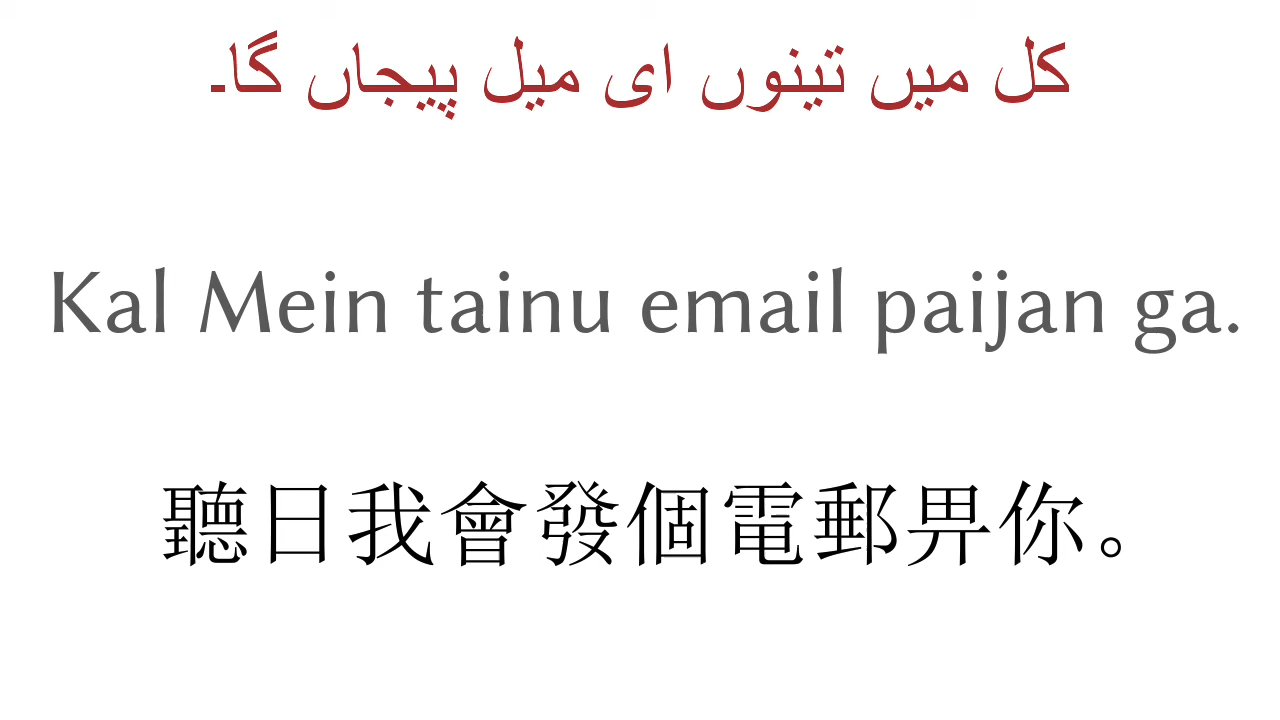 کل میں تینوں ای میل پیجاں گا۔
Kal Mein tainu email paijan ga.
聽日我會發個電郵畀你。